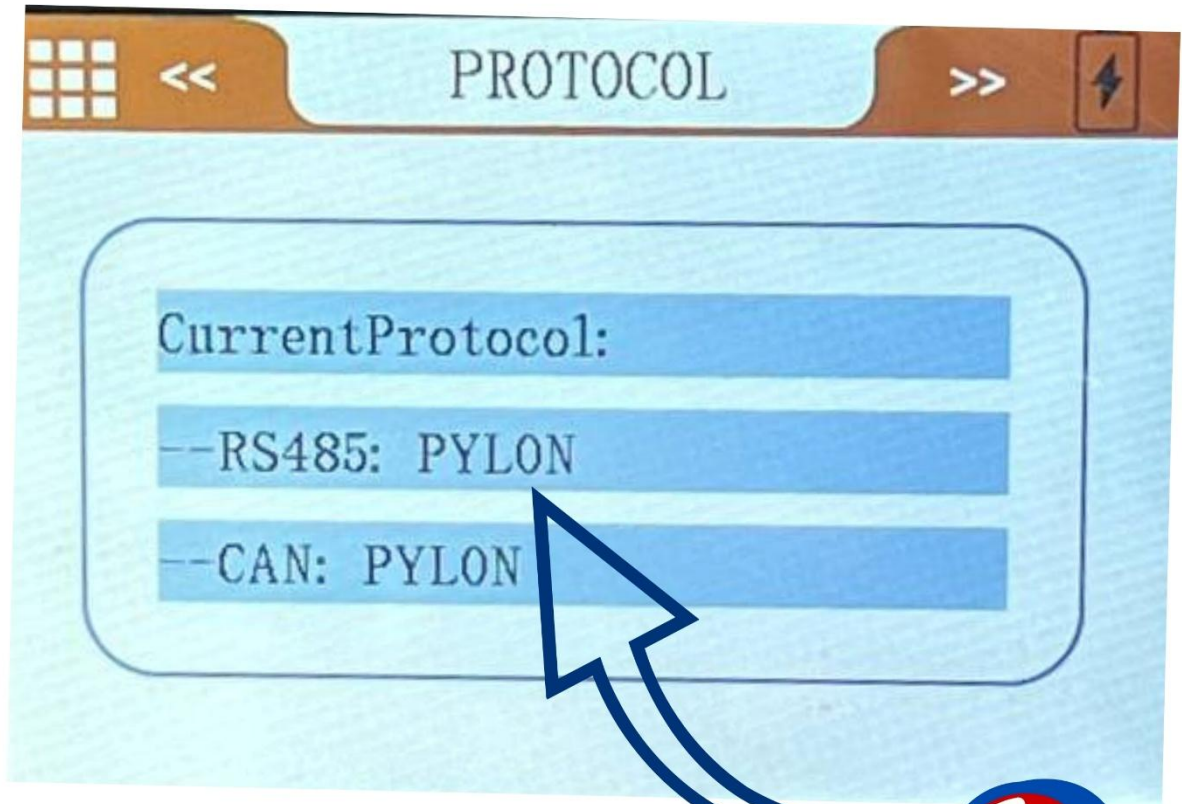 << PROTOCOL >>
CurrentProtocol:
--RS485: PYLON
--CAN: PYLON